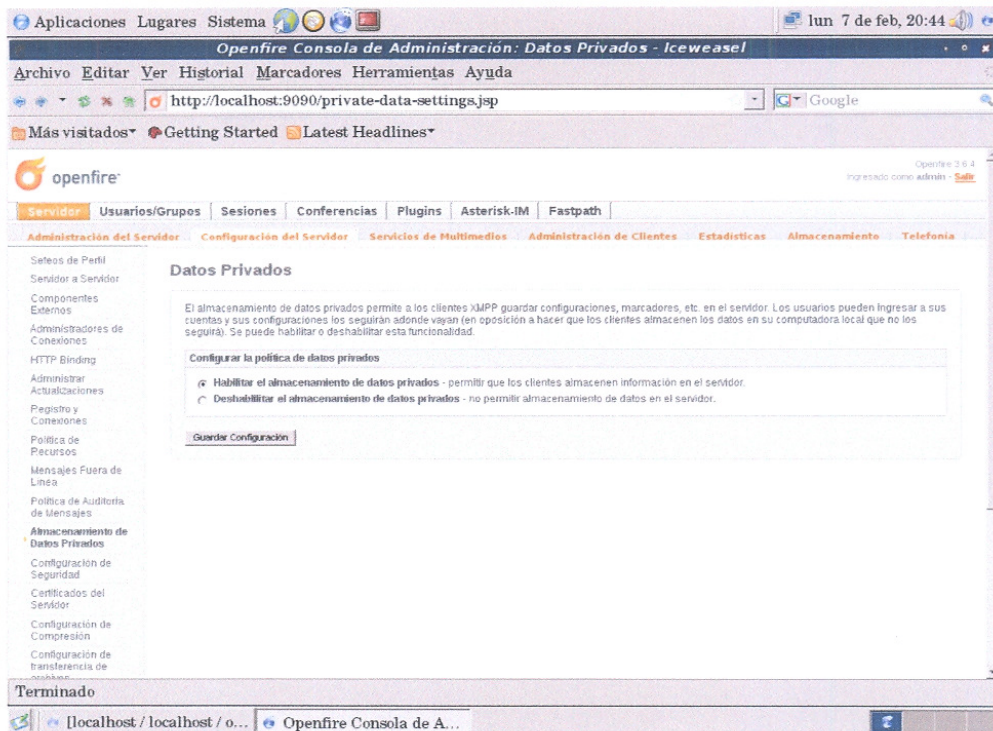 Aplicaciones Lugares Sistema
lun 7 de feb, 20:44
Openfire Consola de Administración: Datos Privados - Iceweasel
Archivo Editar Ver Historial Marcadores Herramientas Ayuda
http://localhost:9090/private-data-settings.jsp
Google
Más visitados Getting Started Latest Headlines
openfire
Openfire 3.6.4
Ingresado como admin - Salir
Servidor Usuarios/Grupos Sesiones Conferencias Plugins Asterisk-IM Fastpath
Administración del Servidor Configuración del Servidor Servicios de Multimedios Administración de Clientes Estadísticas Almacenamiento Telefonía
Seteos de Perfil
Servidor a Servidor
Componentes
Externos
Administradores de
Conexiones
HTTP Binding
Administrar
Actualizaciones
Registro y
Conexiones
Política de
Recursos
Mensajes Fuera de
Línea
Política de Auditoría
de Mensajes
Almacenamiento de
Datos Privados
Configuración de
Seguridad
Certificados del
Servidor
Configuración de
Compresión
Configuración de
transferencia de
archivos
Datos Privados
El almacenamiento de datos privados permite a los clientes XMPP guardar configuraciones, marcadores, etc. en el servidor. Los usuarios pueden ingresar a sus
cuentas y sus configuraciones los seguirán adonde vayan (en oposición a hacer que los clientes almacenen los datos en su computadora local que no los
seguirá). Se puede habilitar o deshabilitar esta funcionalidad.
Configurar la política de datos privados
Habilitar el almacenamiento de datos privados - permitir que los clientes almacenen información en el servidor.
Deshabilitar el almacenamiento de datos privados - no permitir almacenamiento de datos en el servidor.
Guardar Configuración
Terminado
[localhost / localhost / o...
Openfire Consola de A...